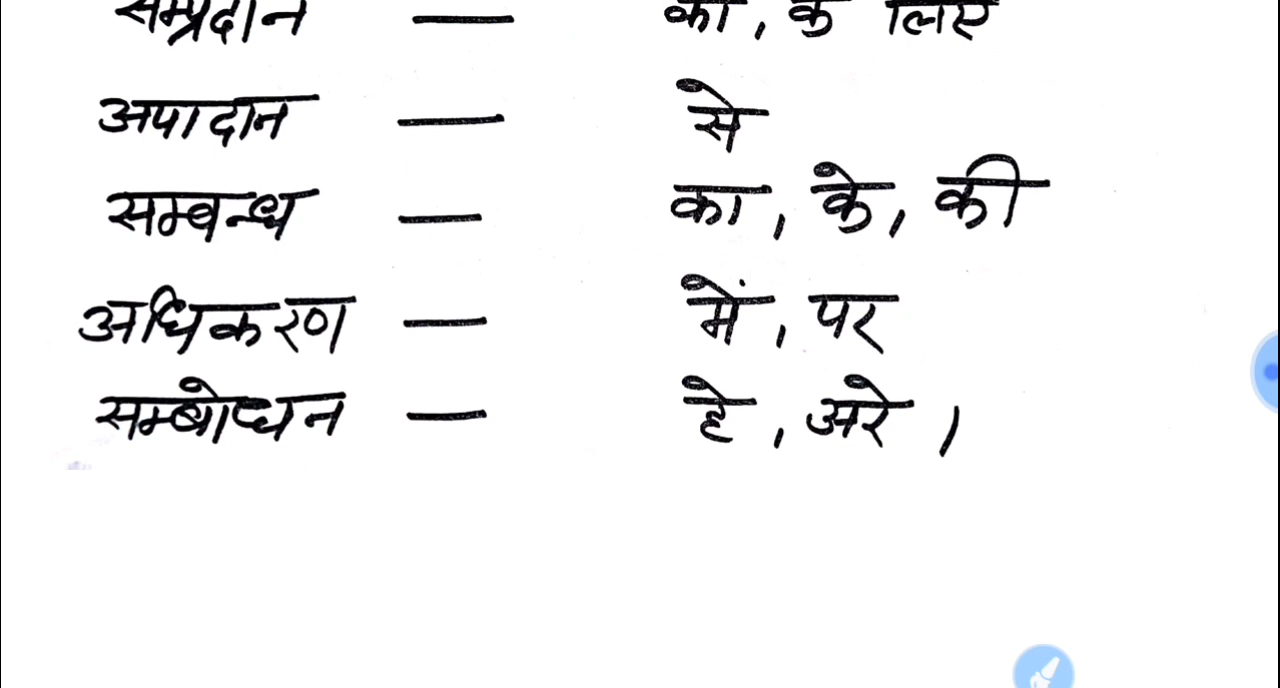 सम्प्रदान — को, के लिए
अपादान — से
सम्बन्ध — का, के, की
अधिकरण — में, पर
सम्बोधन — हे, अरे,